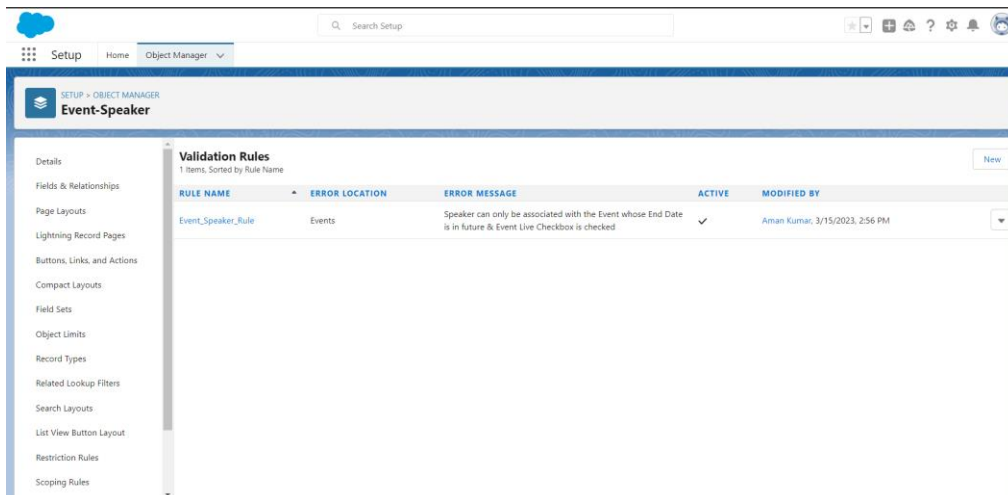 Search Setup
Setup
Home
Object Manager
SETUP > OBJECT MANAGER
Event-Speaker
Details
Fields & Relationships
Page Layouts
Lightning Record Pages
Buttons, Links, and Actions
Compact Layouts
Field Sets
Object Limits
Record Types
Related Lookup Filters
Search Layouts
List View Button Layout
Restriction Rules
Scoping Rules
Validation Rules
1 Items, Sorted by Rule Name
New
RULE NAME ERROR LOCATION ERROR MESSAGE ACTIVE MODIFIED BY
Event_Speaker_Rule Events Speaker can only be associated with the Event whose End Date
is in future & Event Live Checkbox is checked Aman Kumar, 3/15/2023, 2:56 PM